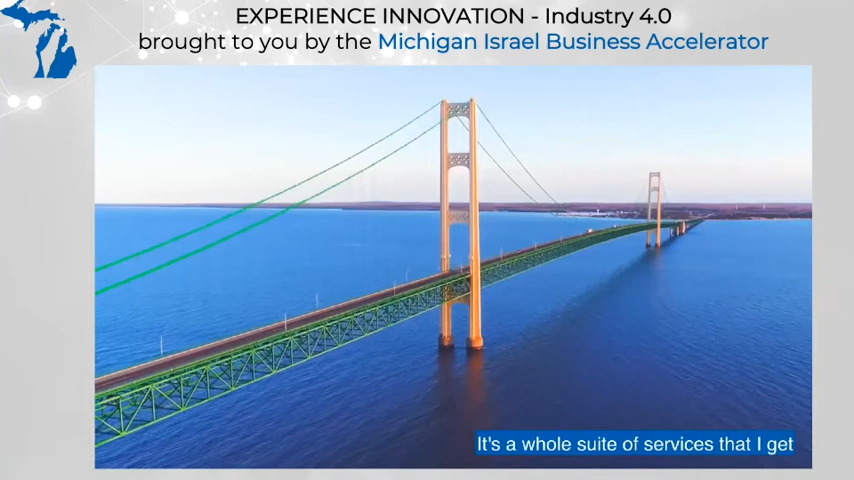 EXPERIENCE INNOVATION - Industry 4.0
brought to you by the Michigan Israel Business Accelerator
It's a whole suite of services that I get